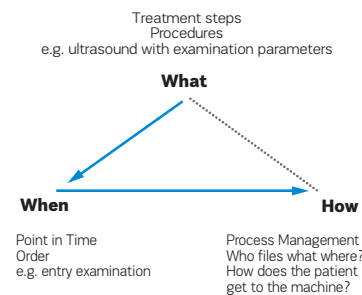 Treatment steps
Procedures
e.g. ultrasound with examination parameters
What
When
How
Point in Time
Order
e.g. entry examination
Process Management
Who files what where?
How does the patient
get to the machine?